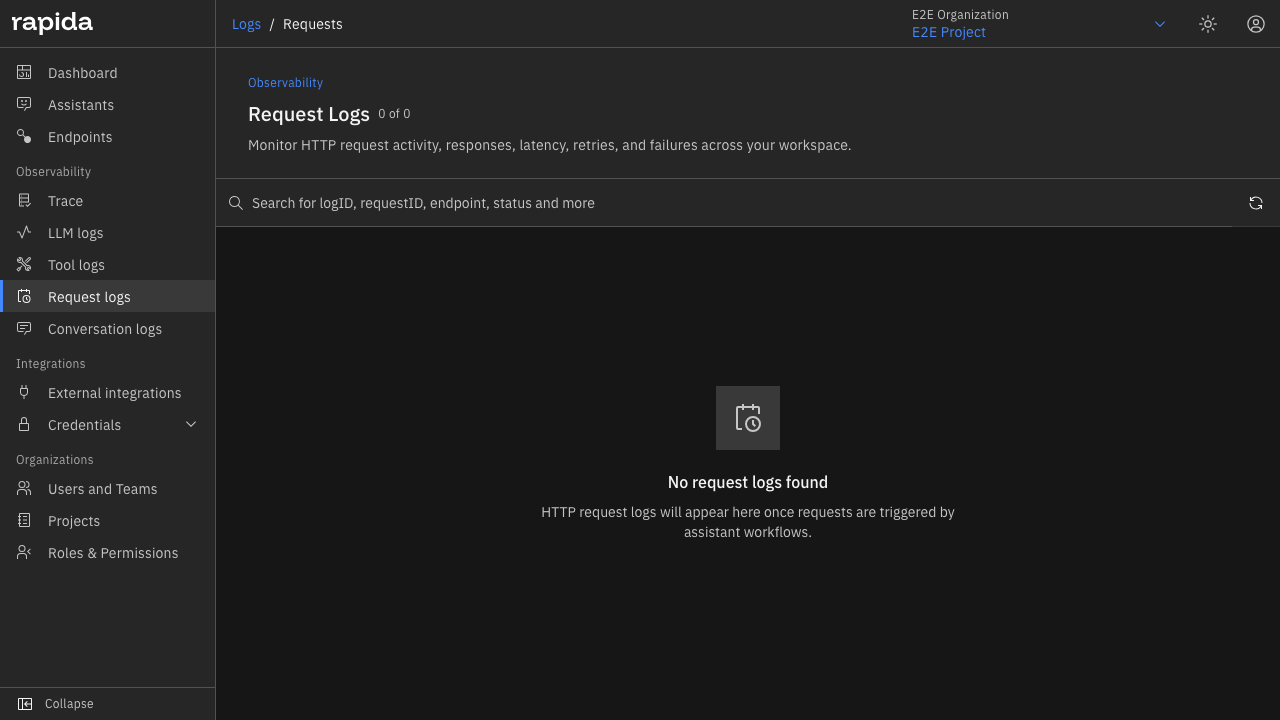 rapida
Logs / Requests
E2E Organization
E2E Project
Dashboard
Assistants
Endpoints
Observability
Trace
LLM logs
Tool logs
Request logs
Conversation logs
Integrations
External integrations
Credentials
Organizations
Users and Teams
Projects
Roles & Permissions
Collapse
Observability
Request Logs 0 of 0
Monitor HTTP request activity, responses, latency, retries, and failures across your workspace.
Search for logID, requestID, endpoint, status and more
No request logs found
HTTP request logs will appear here once requests are triggered by
assistant workflows.